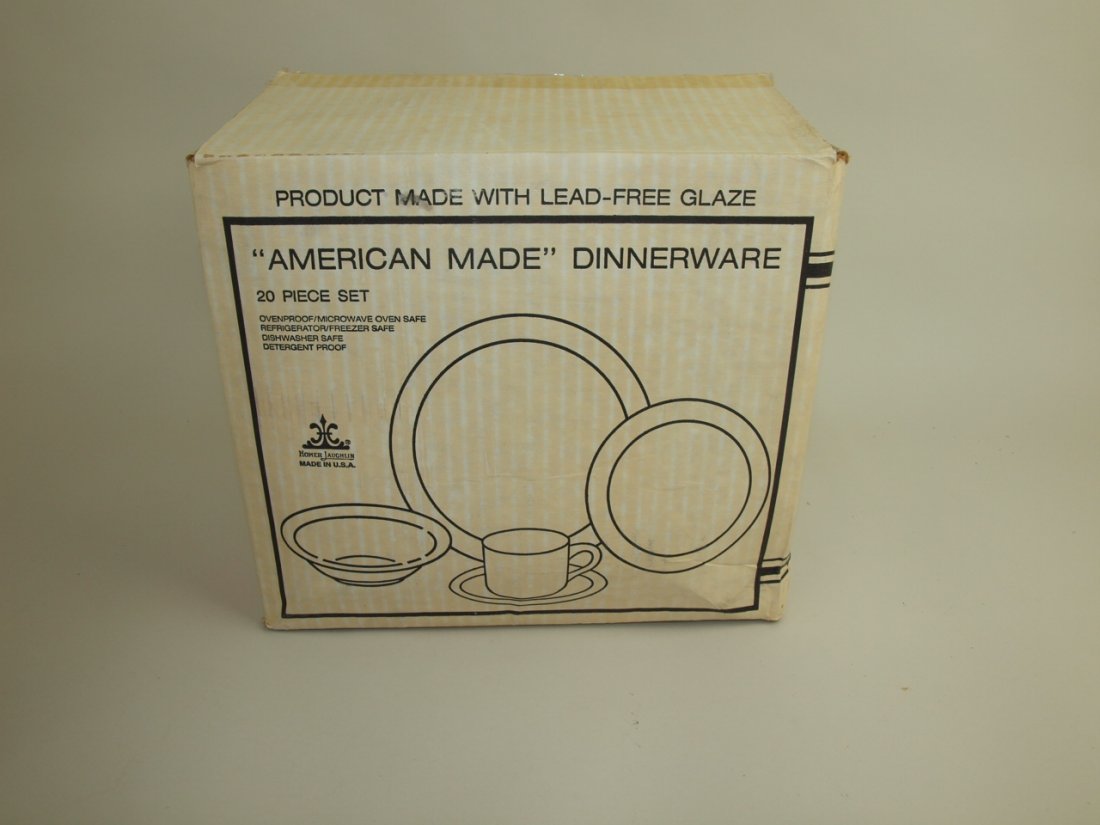 PRODUCT MADE WITH LEAD-FREE GLAZE
“AMERICAN MADE” DINNERWARE
20 PIECE SET
OVENPROOF/MICROWAVE OVEN SAFE
REFRIGERATOR/FREEZER SAFE
DISHWASHER SAFE
DETERGENT PROOF
HOMER LAUGHLIN
MADE IN U.S.A.